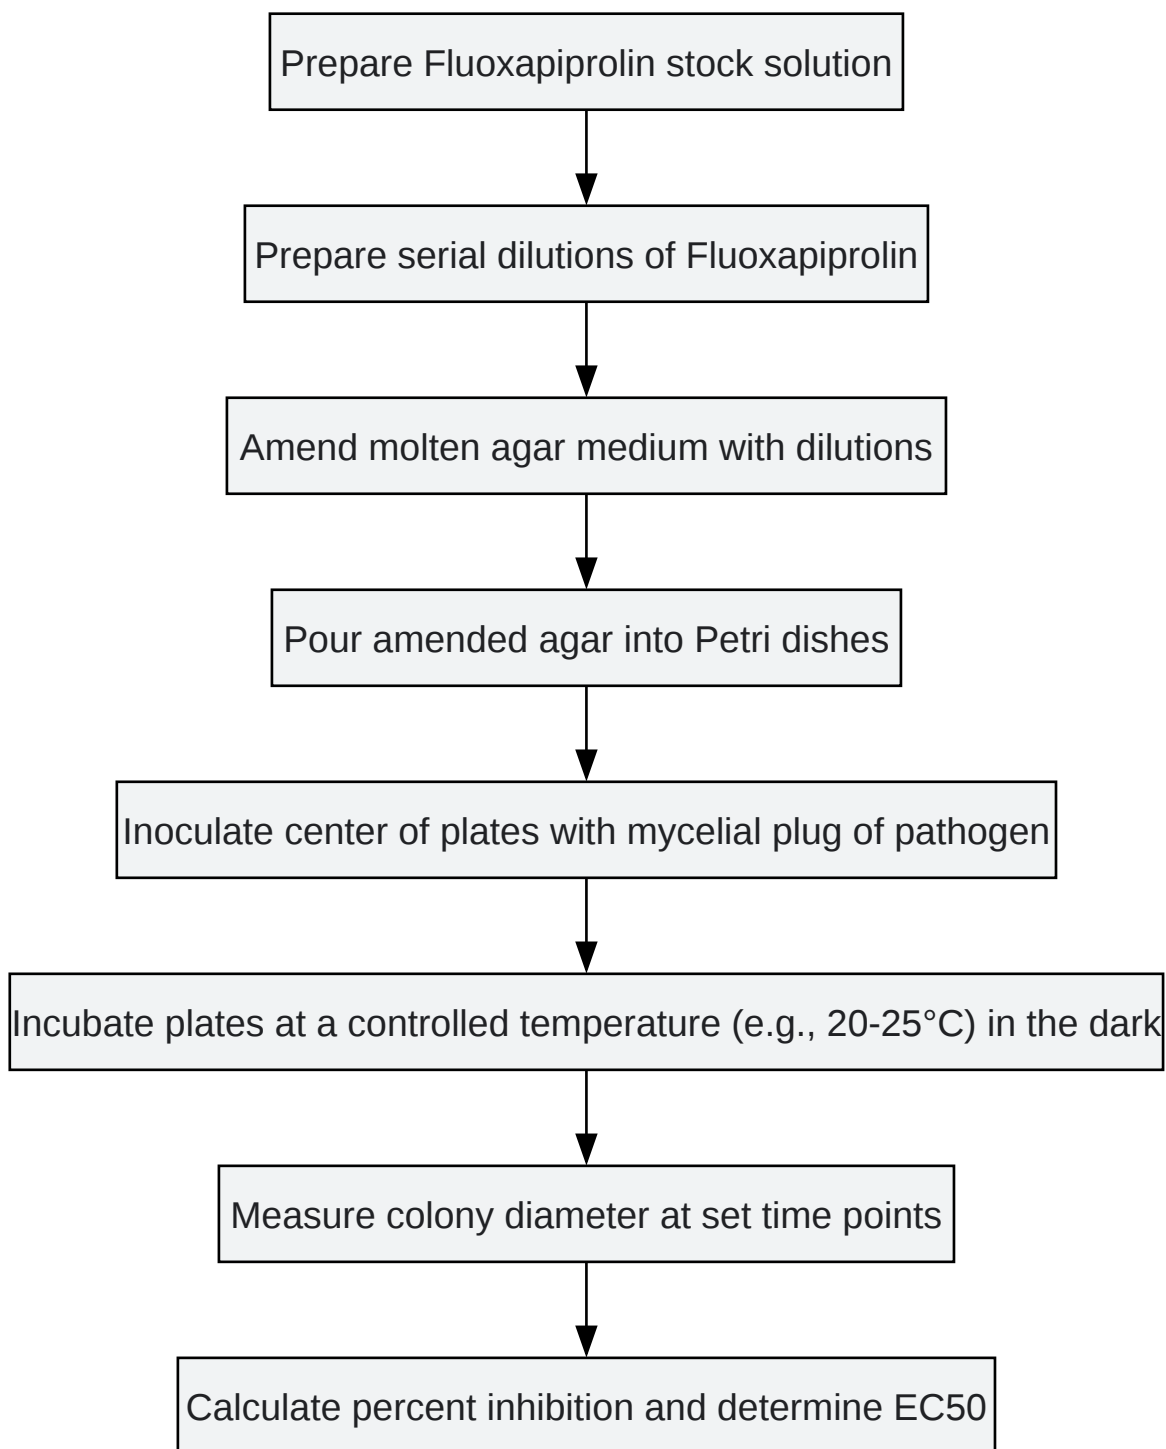 Prepare Fluoxapiprolin stock solution
Prepare serial dilutions of Fluoxapiprolin
Amend molten agar medium with dilutions
Pour amended agar into Petri dishes
Inoculate center of plates with mycelial plug of pathogen
Incubate plates at a controlled temperature (e.g., 20-25°C) in the dark
Measure colony diameter at set time points
Calculate percent inhibition and determine EC50